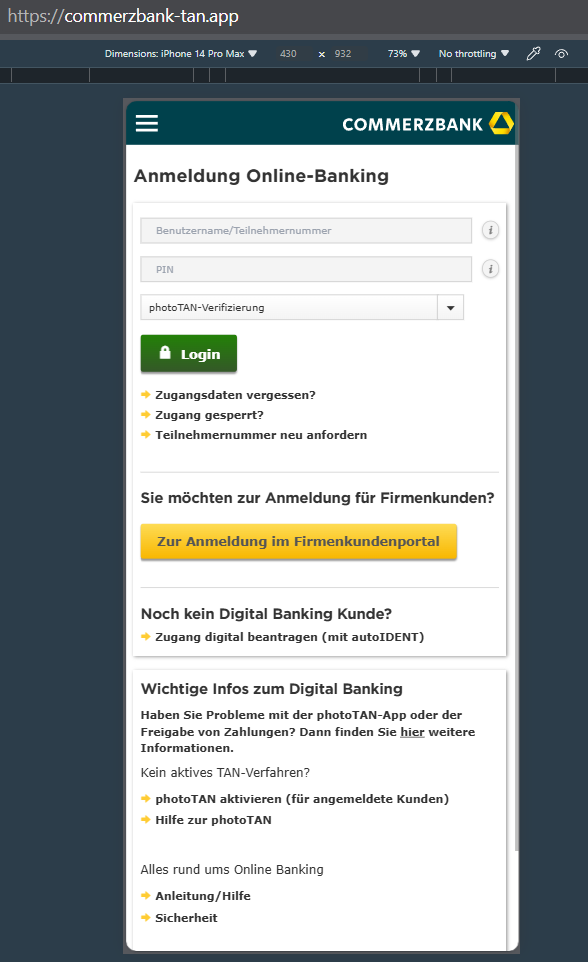 https://commerzbank-tan.app
Dimensions: iPhone 14 Pro Max 430 x 932 73% No throttling
COMMERZBANK
Anmeldung Online-Banking
Benutzername/Teilnehmernummer i
PIN i
photoTAN-Verifizierung
Login
Zugangsdaten vergessen?
Zugang gesperrt?
Teilnehmernummer neu anfordern
Sie möchten zur Anmeldung für Firmenkunden?
Zur Anmeldung im Firmenkundenportal
Noch kein Digital Banking Kunde?
Zugang digital beantragen (mit autoIDENT)
Wichtige Infos zum Digital Banking
Haben Sie Probleme mit der photoTAN-App oder der
Freigabe von Zahlungen? Dann finden Sie hier weitere
Informationen.
Kein aktives TAN-Verfahren?
photoTAN aktivieren (für angemeldete Kunden)
Hilfe zur photoTAN
Alles rund ums Online Banking
Anleitung/Hilfe
Sicherheit